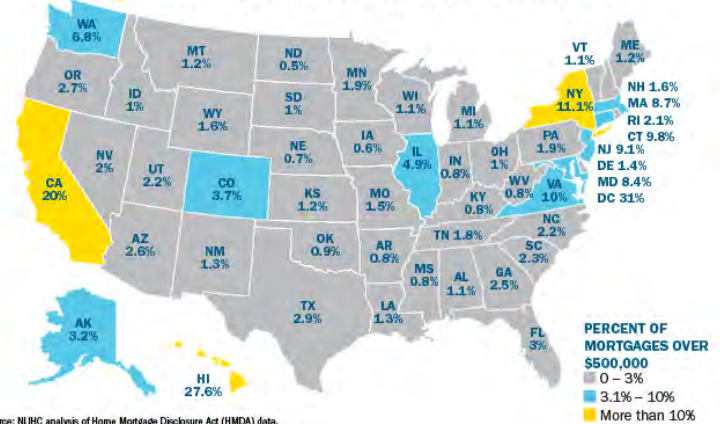 WA
6.8%
OR
2.7%
CA
20%
NV
2%
ID
1%
MT
1.2%
WY
1.6%
UT
2.2%
CO
3.7%
AZ
2.6%
NM
1.3%
ND
0.5%
SD
1%
NE
0.7%
KS
1.2%
OK
0.9%
TX
2.9%
MN
1.9%
IA
0.6%
MO
1.5%
AR
0.8%
LA
1.3%
WI
1.1%
IL
4.9%
MI
1.1%
IN
0.8%
OH
1%
KY
0.8%
TN 1.8%
MS
0.8%
AL
1.1%
GA
2.5%
FL
3%
SC
2.3%
NC
2.2%
WV
0.8%
VA
10%
PA
1.9%
NY
11.1%
VT
1.1%
ME
1.2%
NH 1.6%
MA 8.7%
RI 2.1%
CT 9.8%
NJ 9.1%
DE 1.4%
MD 8.4%
DC 31%
AK
3.2%
HI
27.6%
PERCENT OF
MORTGAGES OVER
$500,000
0 – 3%
3.1% – 10%
More than 10%
rce: NLIHC analysis of Home Mortgage Disclosure Act (HMDA) data.